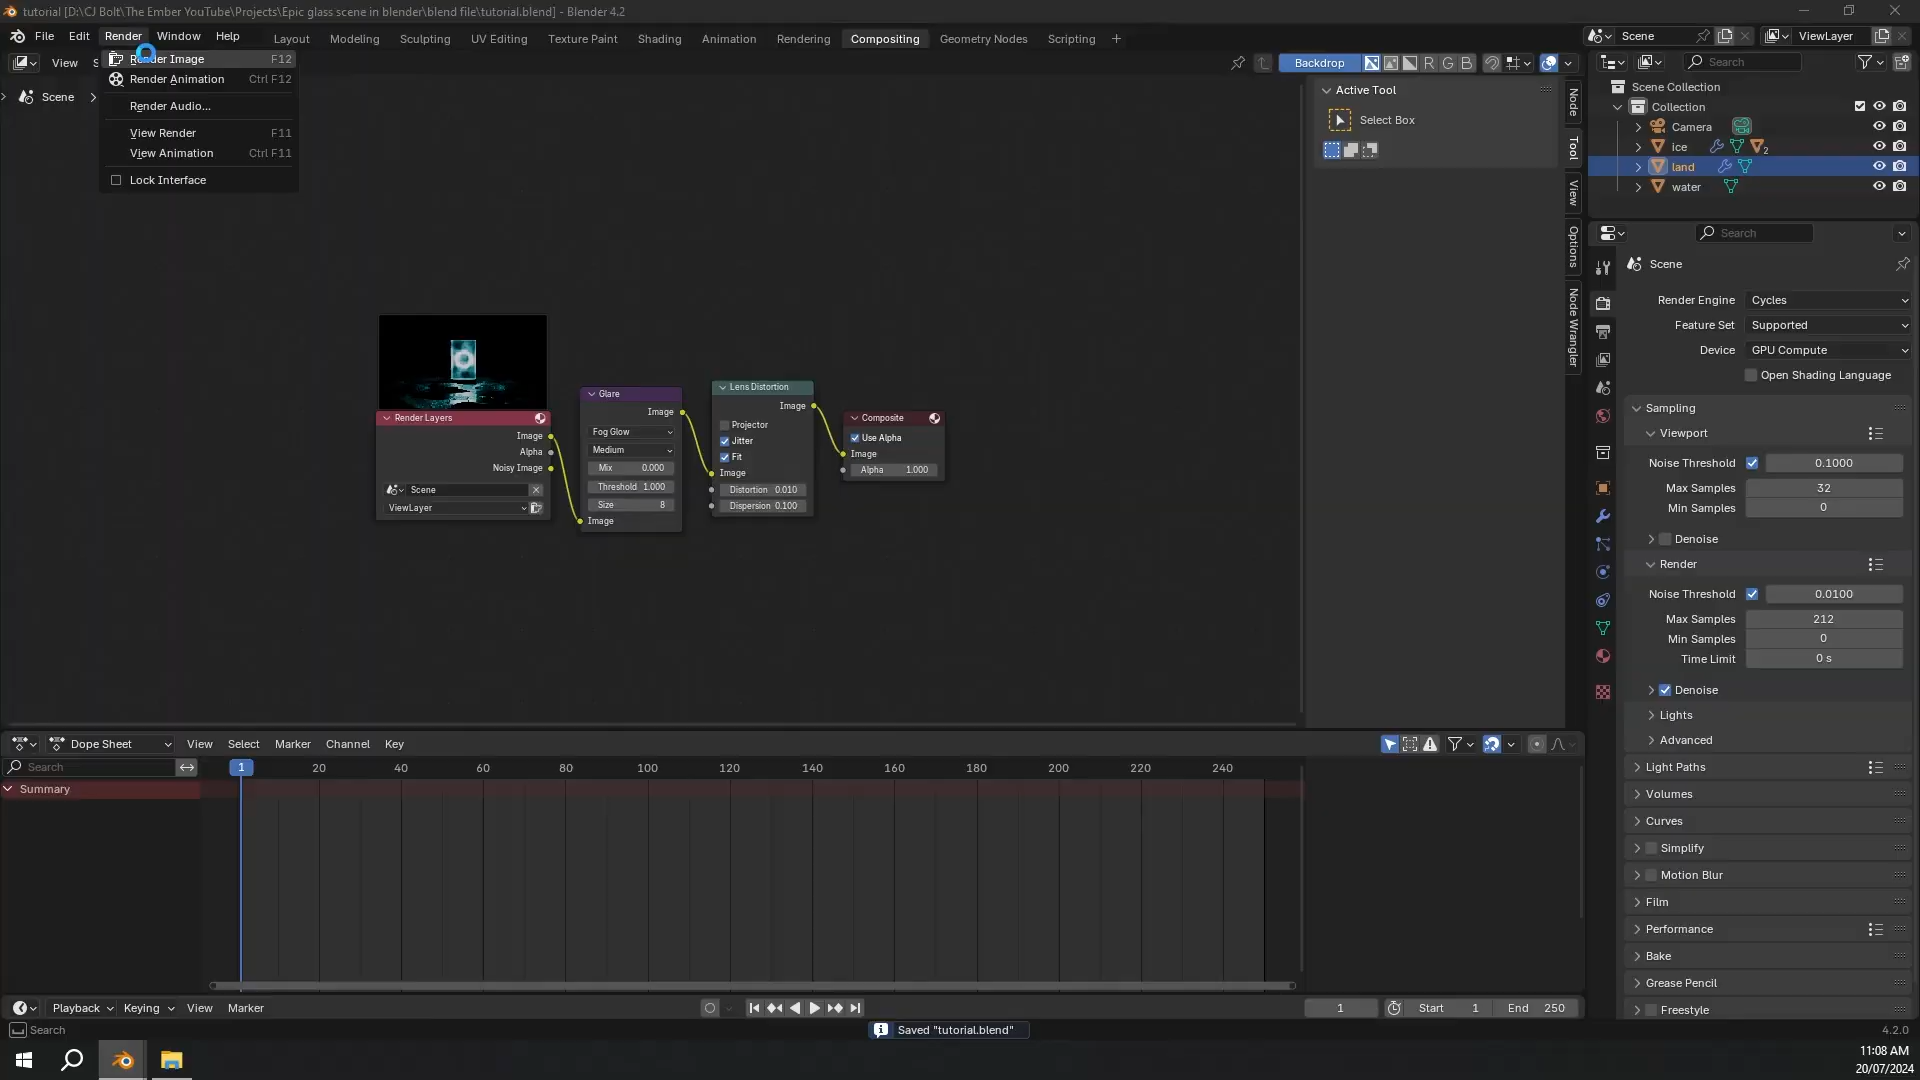 tutorial [D:\CJ Bolt\The Ember YouTube\Projects\Epic glass scene in blender\blend file\tutorial.blend] - Blender 4.2
File Edit Render Window Help
Layout Modeling Sculpting UV Editing Texture Paint Shading Animation Rendering Compositing Geometry Nodes Scripting +
Scene
ViewLayer
View S
Render Image F12
Render Animation Ctrl F12
Render Audio...
View Render F11
View Animation Ctrl F11
Lock Interface
Scene
Backdrop
R G B
Active Tool
Select Box
Node
Tool
View
Options
Node Wrangler
Search
Scene Collection
Collection
Camera
ice 2
land
water
Render Layers
Image
Alpha
Noisy Image
Scene
ViewLayer
Glare
Image
Fog Glow
Medium
Mix 0.000
Threshold 1.000
Size 8
Image
Lens Distortion
Image
Projector
Jitter
Fit
Image
Distortion 0.010
Dispersion 0.100
Composite
Use Alpha
Image
Alpha 1.000
Search
Scene
Render Engine Cycles
Feature Set Supported
Device GPU Compute
Open Shading Language
Sampling
Viewport
Noise Threshold 0.1000
Max Samples 32
Min Samples 0
Denoise
Render
Noise Threshold 0.0100
Max Samples 212
Min Samples 0
Time Limit 0 s
Denoise
Lights
Advanced
Light Paths
Volumes
Curves
Simplify
Motion Blur
Film
Performance
Bake
Grease Pencil
Freestyle
Dope Sheet View Select Marker Channel Key
Search
1 20 40 60 80 100 120 140 160 180 200 220 240
Summary
Playback Keying View Marker
1 Start 1 End 250
Search
Saved "tutorial.blend"
4.2.0
11:08 AM
20/07/2024